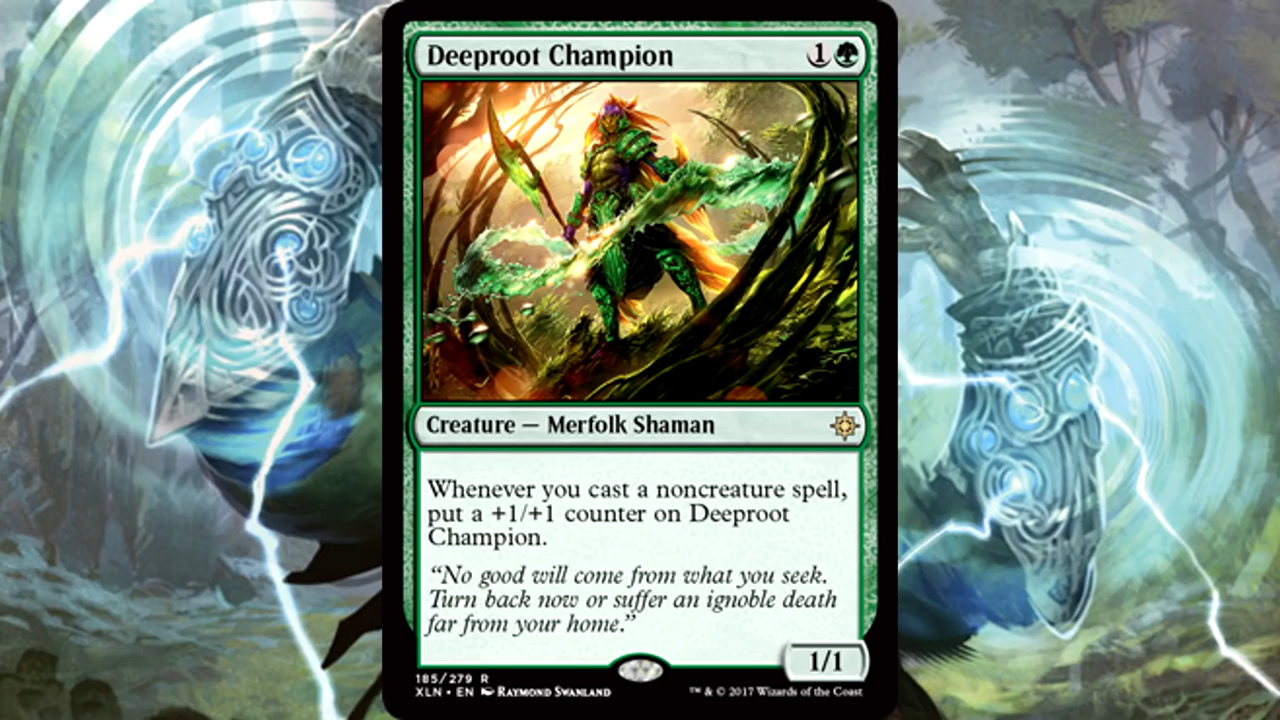 Deeproot Champion 1
Creature — Merfolk Shaman
Whenever you cast a noncreature spell,
put a +1/+1 counter on Deeproot
Champion.
“No good will come from what you seek.
Turn back now or suffer an ignoble death
far from your home.”
1/1
185/279 R
XLN • EN Raymond Swanland
™ & © 2017 Wizards of the Coast